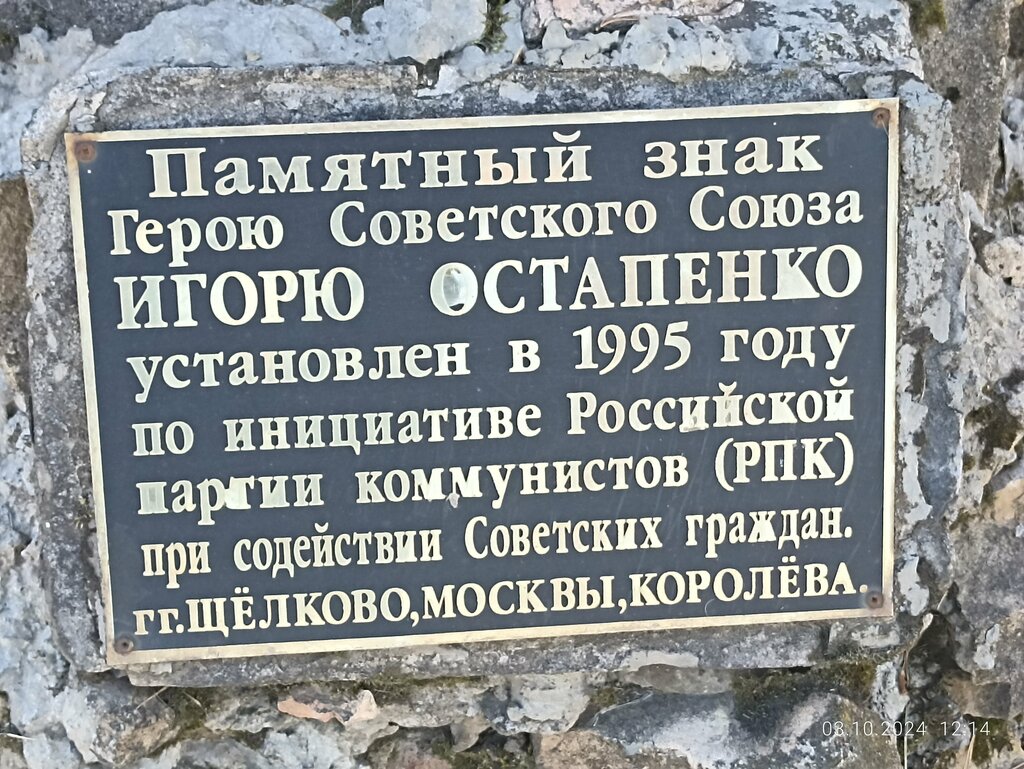 Памятный знак
Герою Советского Союза
ИГОРЮ ОСТАПЕНКО
установлен в 1995 году
по инициативе Российской
партии коммунистов (РПК)
при содействии Советских граждан.
гг.ЩЁЛКОВО,МОСКВЫ,КОРОЛЁВА.
08.10.2024 12:14